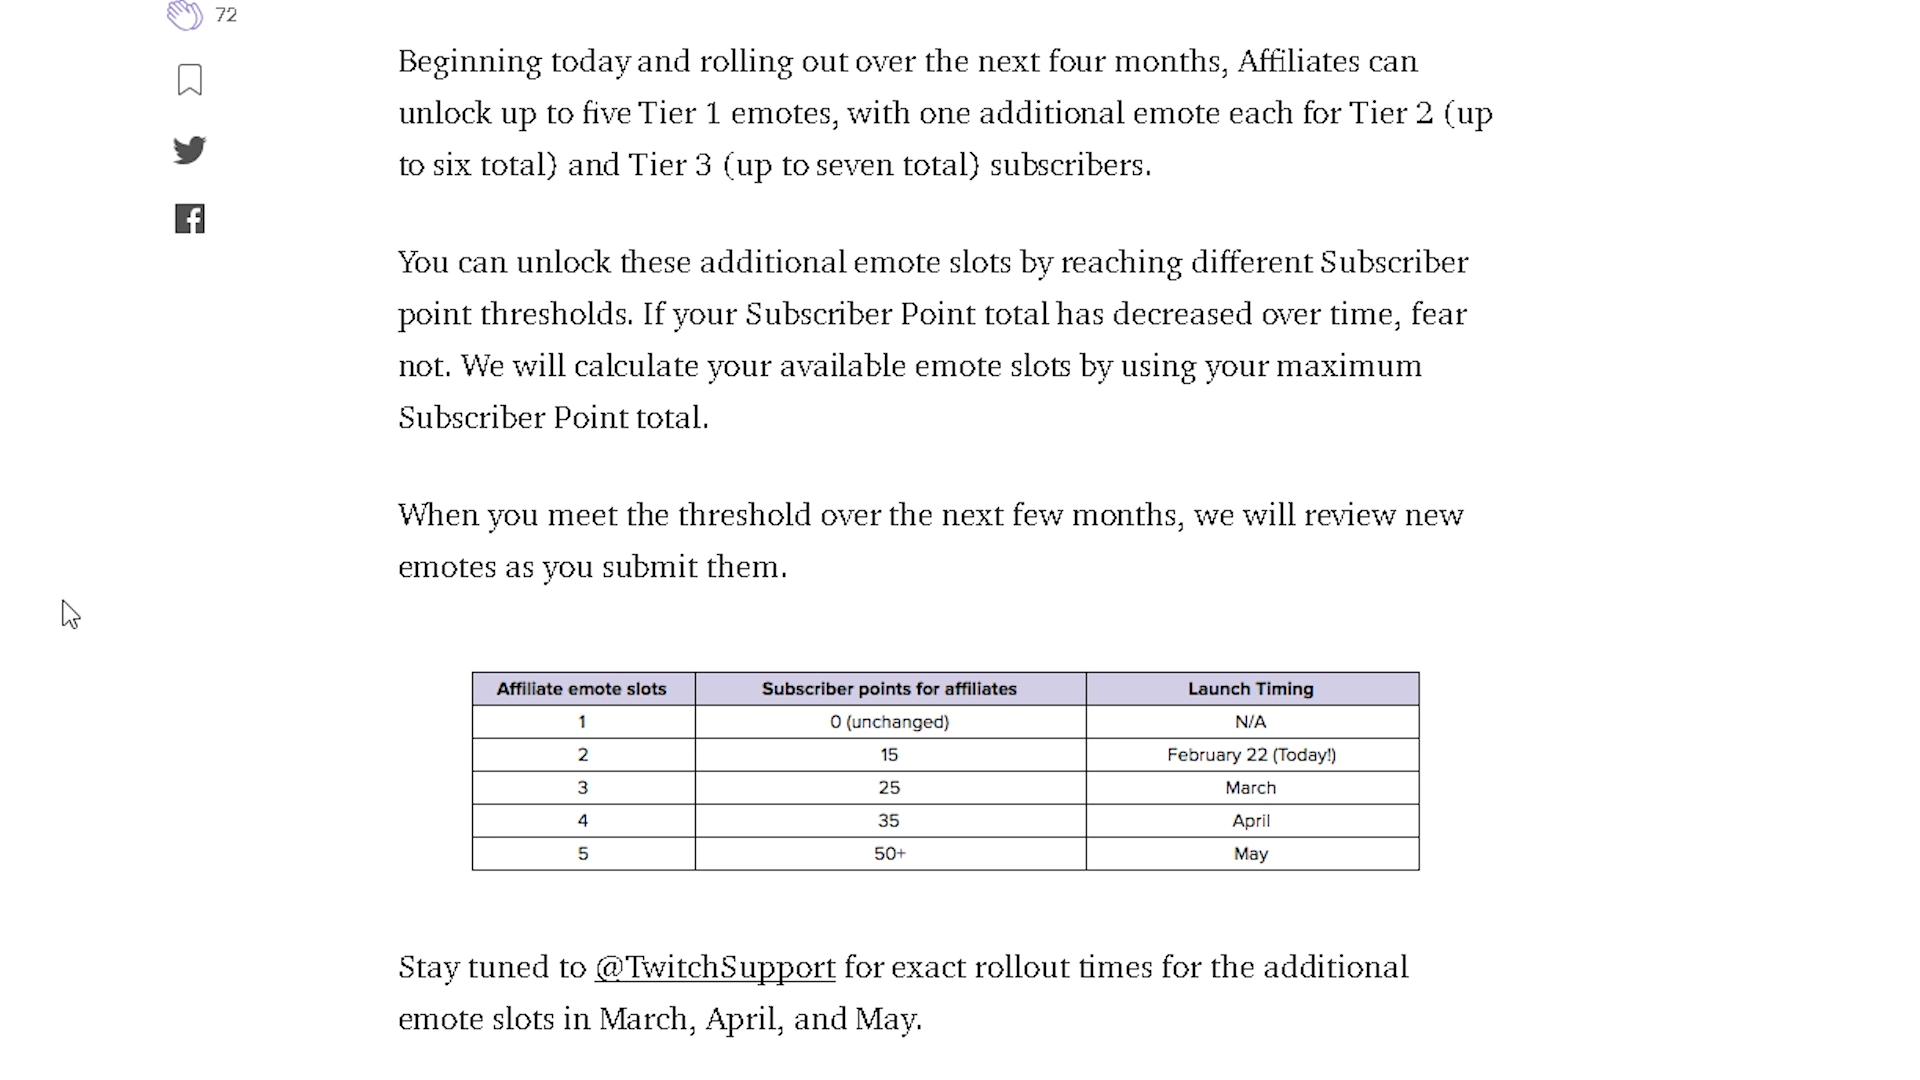 72
Beginning today and rolling out over the next four months, Affiliates can
unlock up to five Tier 1 emotes, with one additional emote each for Tier 2 (up
to six total) and Tier 3 (up to seven total) subscribers.
You can unlock these additional emote slots by reaching different Subscriber
point thresholds. If your Subscriber Point total has decreased over time, fear
not. We will calculate your available emote slots by using your maximum
Subscriber Point total.
When you meet the threshold over the next few months, we will review new
emotes as you submit them.
Affiliate emote slots Subscriber points for affiliates Launch Timing
1 0 (unchanged) N/A
2 15 February 22 (Today!)
3 25 March
4 35 April
5 50+ May
Stay tuned to @TwitchSupport for exact rollout times for the additional
emote slots in March, April, and May.